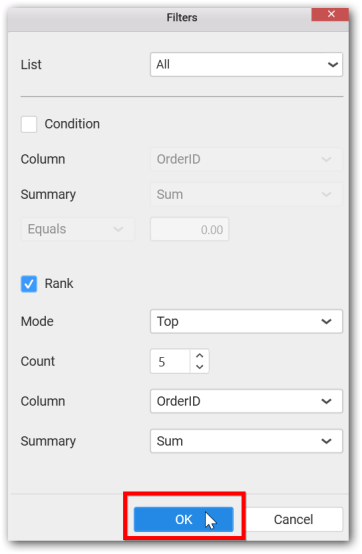 Filters
List All
Condition
Column OrderID
Summary Sum
Equals 0.00
Rank
Mode Top
Count 5
Column OrderID
Summary Sum
OK Cancel